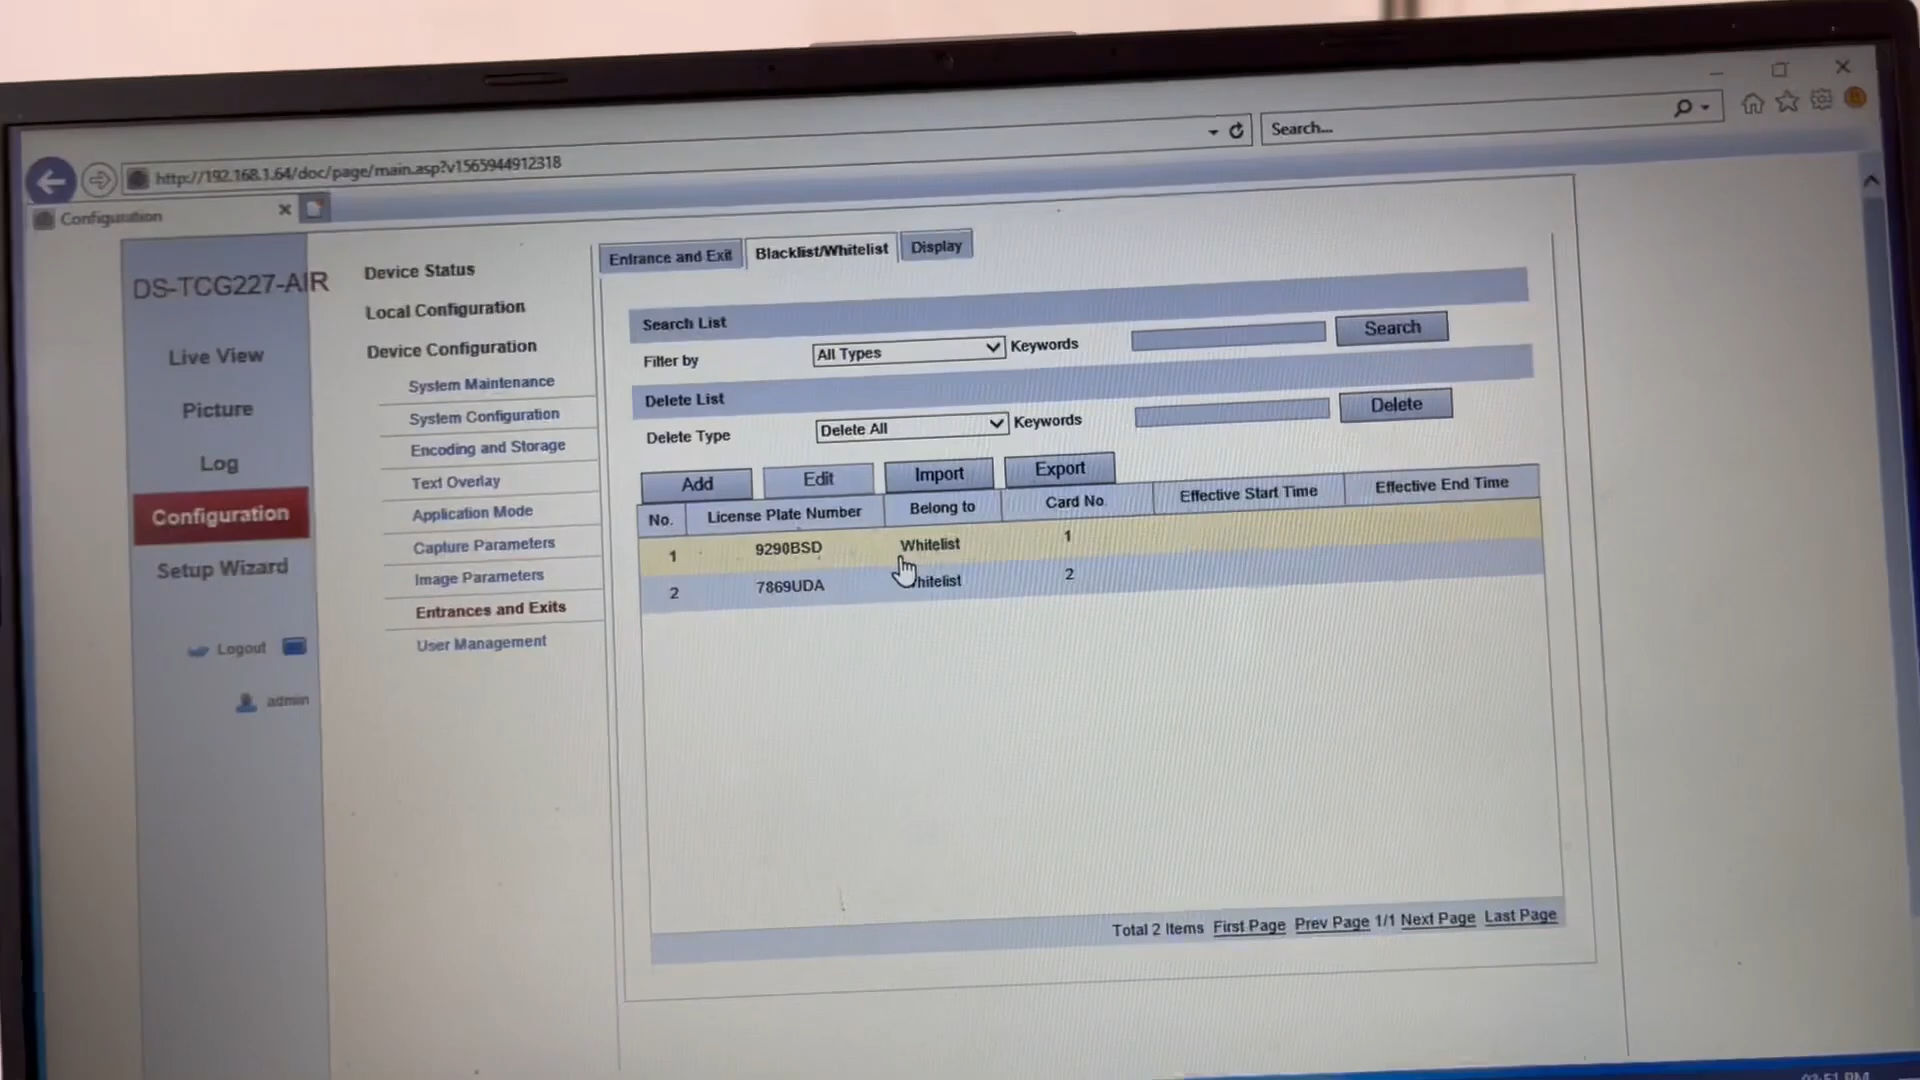 http://192.168.1.64/doc/page/main.asp?v1565944912318
Search...
Configuration
DS-TCG227-AIR
Live View
Picture
Log
Configuration
Setup Wizard
Logout
admin
Device Status
Local Configuration
Device Configuration
System Maintenance
System Configuration
Encoding and Storage
Text Overlay
Application Mode
Capture Parameters
Image Parameters
Entrances and Exits
User Management
Entrance and Exit Blacklist/Whitelist Display
Search List
Filter by All Types Keywords Search
Delete List
Delete Type Delete All Keywords Delete
Add Edit Import Export
No. License Plate Number Belong to Card No. Effective Start Time Effective End Time
1 9290BSD Whitelist 1
2 7869UDA Whitelist 2
Total 2 Items First Page Prev Page 1/1 Next Page Last Page